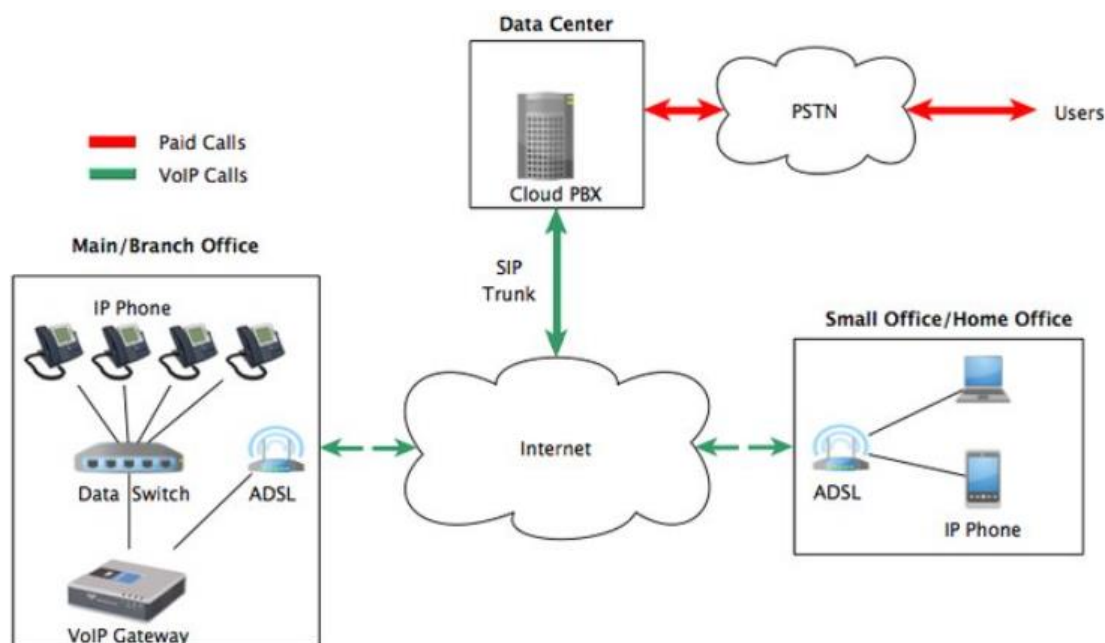 Data Center
Cloud PBX
PSTN
Users
Paid Calls
VoIP Calls
Main/Branch Office
IP Phone
Data Switch
ADSL
VoIP Gateway
SIP
Trunk
Internet
Small Office/Home Office
ADSL
IP Phone